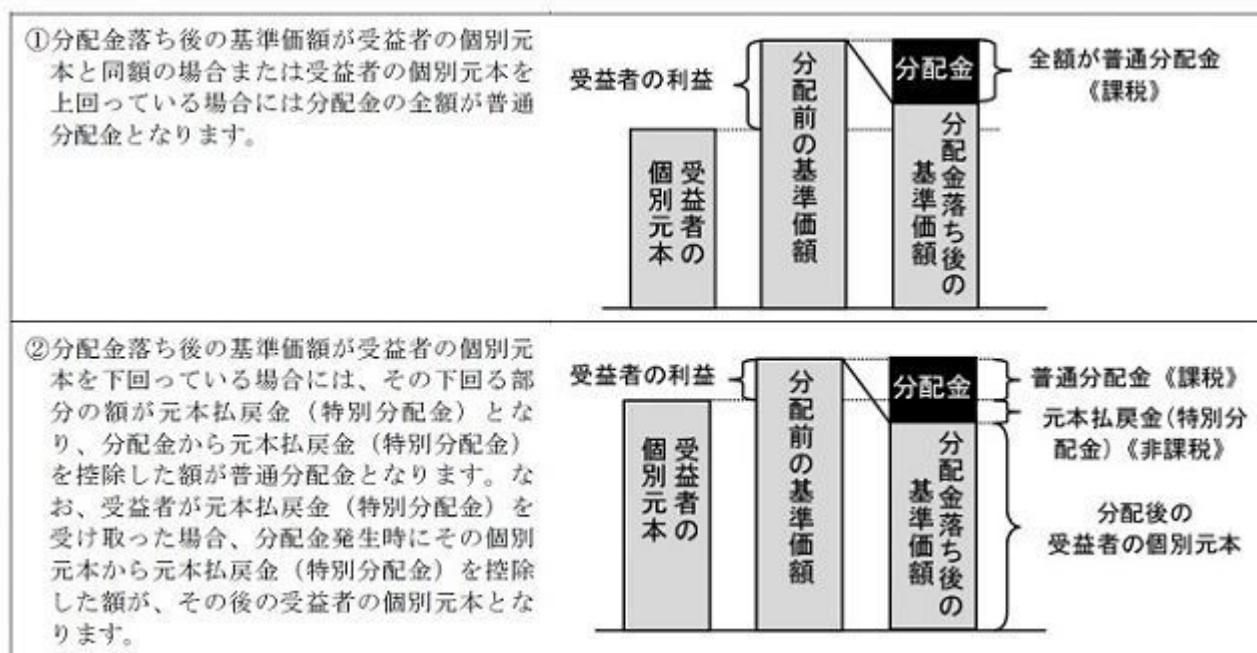 ①分配金落ち後の基準価額が受益者の個別元
本と同額の場合または受益者の個別元本を
上回っている場合には分配金の全額が普通
分配金となります。
受益者の利益
受益者の
個別元本
分配前の基準価額
分配金
分配金落ち後の
基準価額
全額が普通分配金
《課税》
②分配金落ち後の基準価額が受益者の個別元
本を下回っている場合には、その下回る部
分の額が元本払戻金（特別分配金）とな
り、分配金から元本払戻金（特別分配金）
を控除した額が普通分配金となります。な
お、受益者が元本払戻金（特別分配金）を
受け取った場合、分配金発生時にその個別
元本から元本払戻金（特別分配金）を控除
した額が、その後の受益者の個別元本とな
ります。
受益者の利益
受益者の
個別元本
分配前の基準価額
分配金
分配金落ち後の
基準価額
普通分配金《課税》
元本払戻金(特別分
配金)《非課税》
分配後の
受益者の個別元本